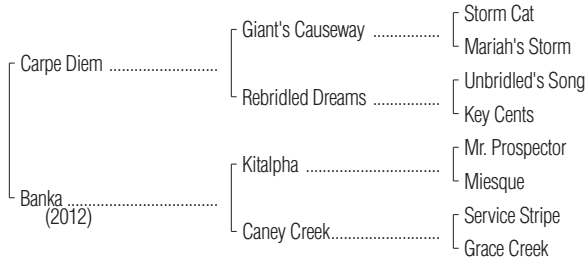 Storm Cat
Giant's Causeway ..................
Mariah's Storm
Carpe Diem ........................
Unbridled's Song
Rebridled Dreams ...............
Key Cents
Mr. Prospector
Kitalpha ..............................
Miesque
Banka ...........................
(2012)
Service Stripe
Caney Creek........................
Grace Creek